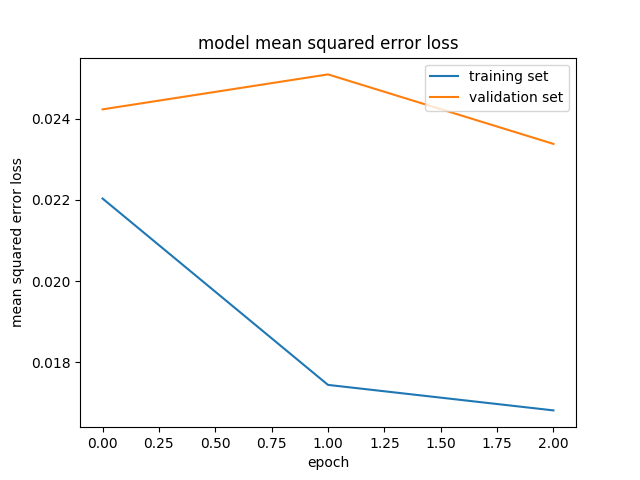 model mean squared error loss
training set
validation set
mean squared error loss
0.024
0.022
0.020
0.018
0.00 0.25 0.50 0.75 1.00 1.25 1.50 1.75 2.00
epoch